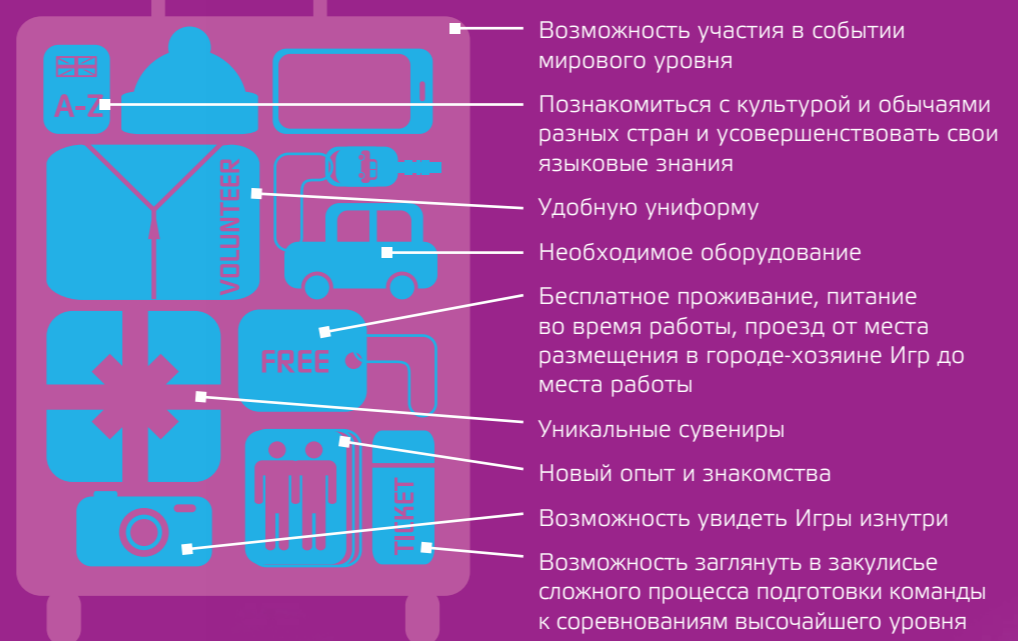 Возможность участия в событии
мирового уровня
A-Z
Познакомиться с культурой и обычаями
разных стран и усовершенствовать свои
языковые знания
VOLUNTEER
Удобную униформу
Необходимое оборудование
Бесплатное проживание, питание
во время работы, проезд от места
размещения в городе-хозяине Игр до
места работы
FREE
Уникальные сувениры
Новый опыт и знакомства
TICKET
Возможность увидеть Игры изнутри
Возможность заглянуть в закулисье
сложного процесса подготовки команды
к соревнованиям высочайшего уровня